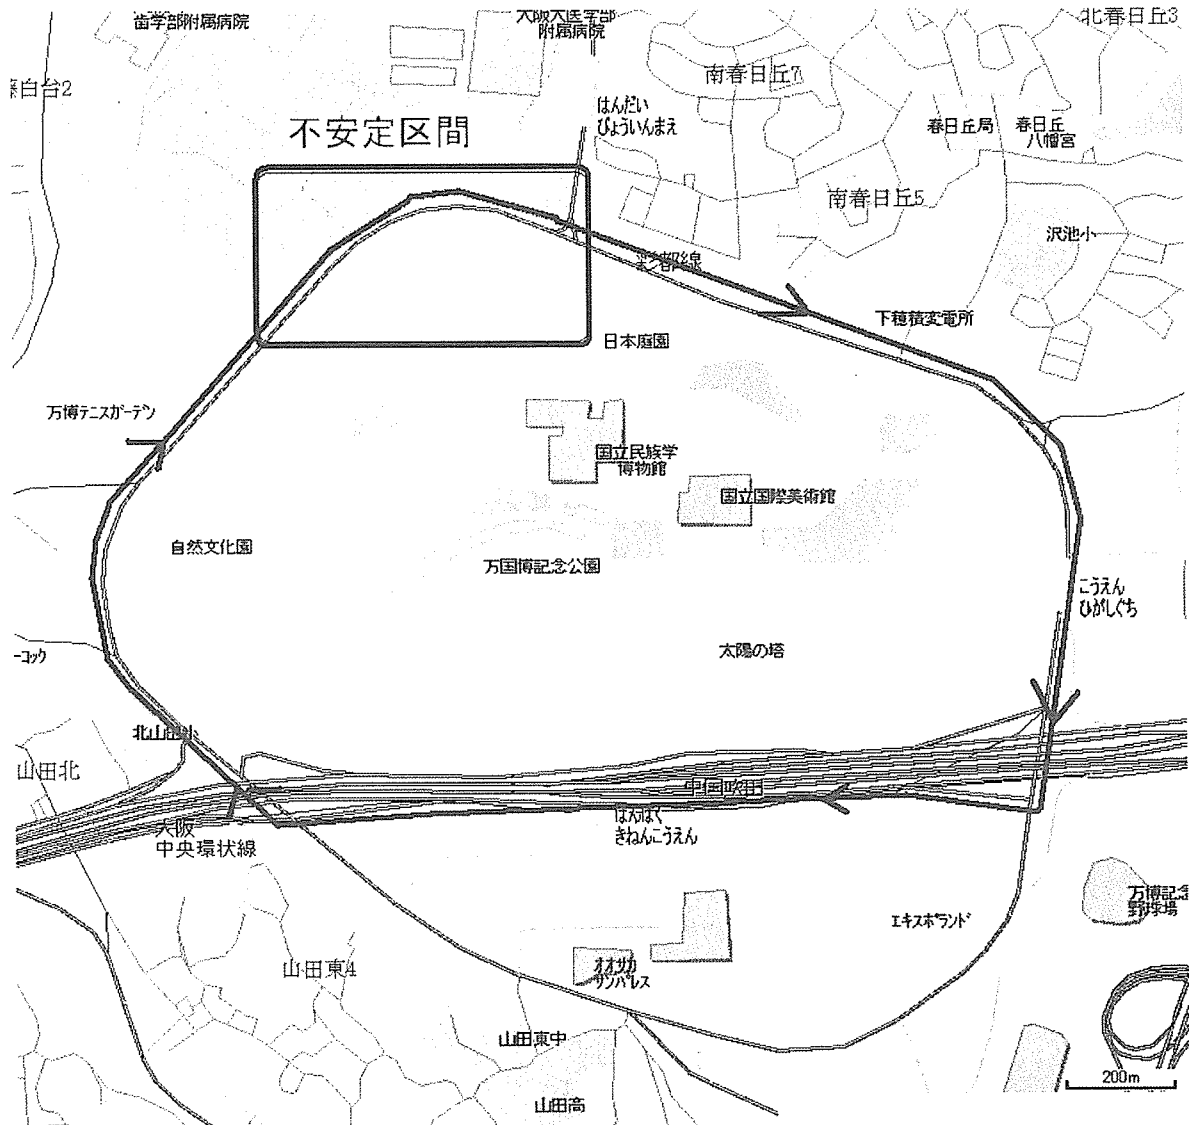 歯学部附属病院
大阪大医学部
附属病院
北春日丘3
南春日丘7
白台2
はんだい
びょういんまえ
不安定区間
春日丘局
春日丘
八幡宮
南春日丘5
沢池小
彩都線
下穂積変電所
日本庭園
万博テニスガーデン
国立民族学
博物館
国立国際美術館
自然文化園
万国博記念公園
こうえん
ひがしぐち
ーコック
太陽の塔
北山田小
山田北
中国吹田
ばんぱく
きねんこうえん
大阪
中央環状線
万博記念
野球場
エキスポランド
山田東4
オオサカ
サンパレス
山田東中
山田高
200m